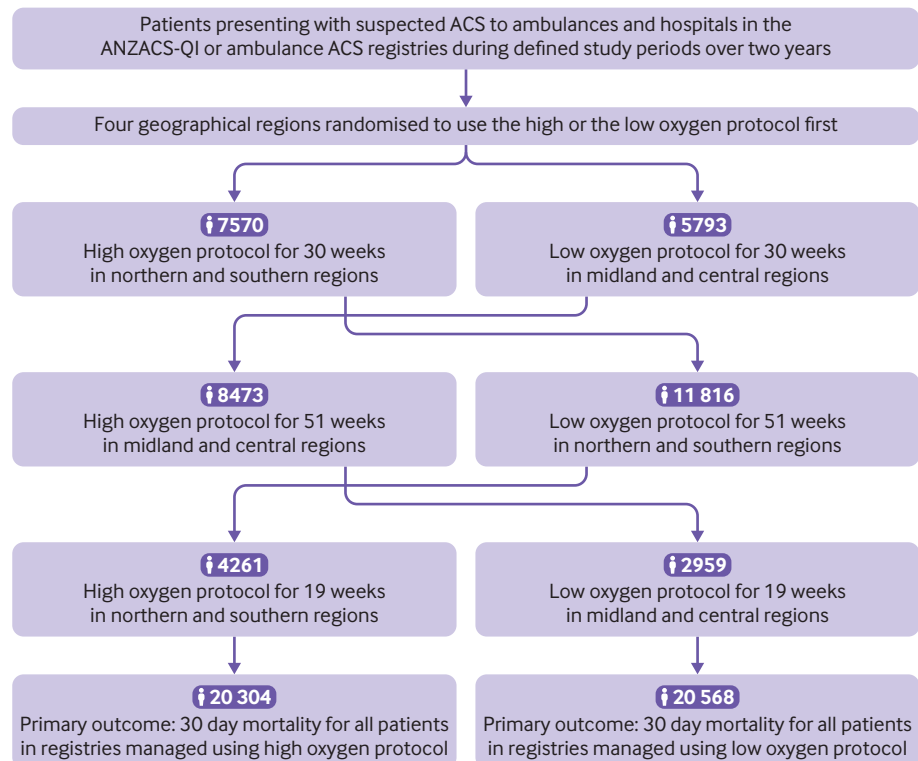 Patients presenting with suspected ACS to ambulances and hospitals in the
ANZACS-QI or ambulance ACS registries during defined study periods over two years
Four geographical regions randomised to use the high or the low oxygen protocol first
7570
High oxygen protocol for 30 weeks
in northern and southern regions
5793
Low oxygen protocol for 30 weeks
in midland and central regions
8473
High oxygen protocol for 51 weeks
in midland and central regions
11 816
Low oxygen protocol for 51 weeks
in northern and southern regions
4261
High oxygen protocol for 19 weeks
in northern and southern regions
2959
Low oxygen protocol for 19 weeks
in midland and central regions
20 304
Primary outcome: 30 day mortality for all patients
in registries managed using high oxygen protocol
20 568
Primary outcome: 30 day mortality for all patients
in registries managed using low oxygen protocol